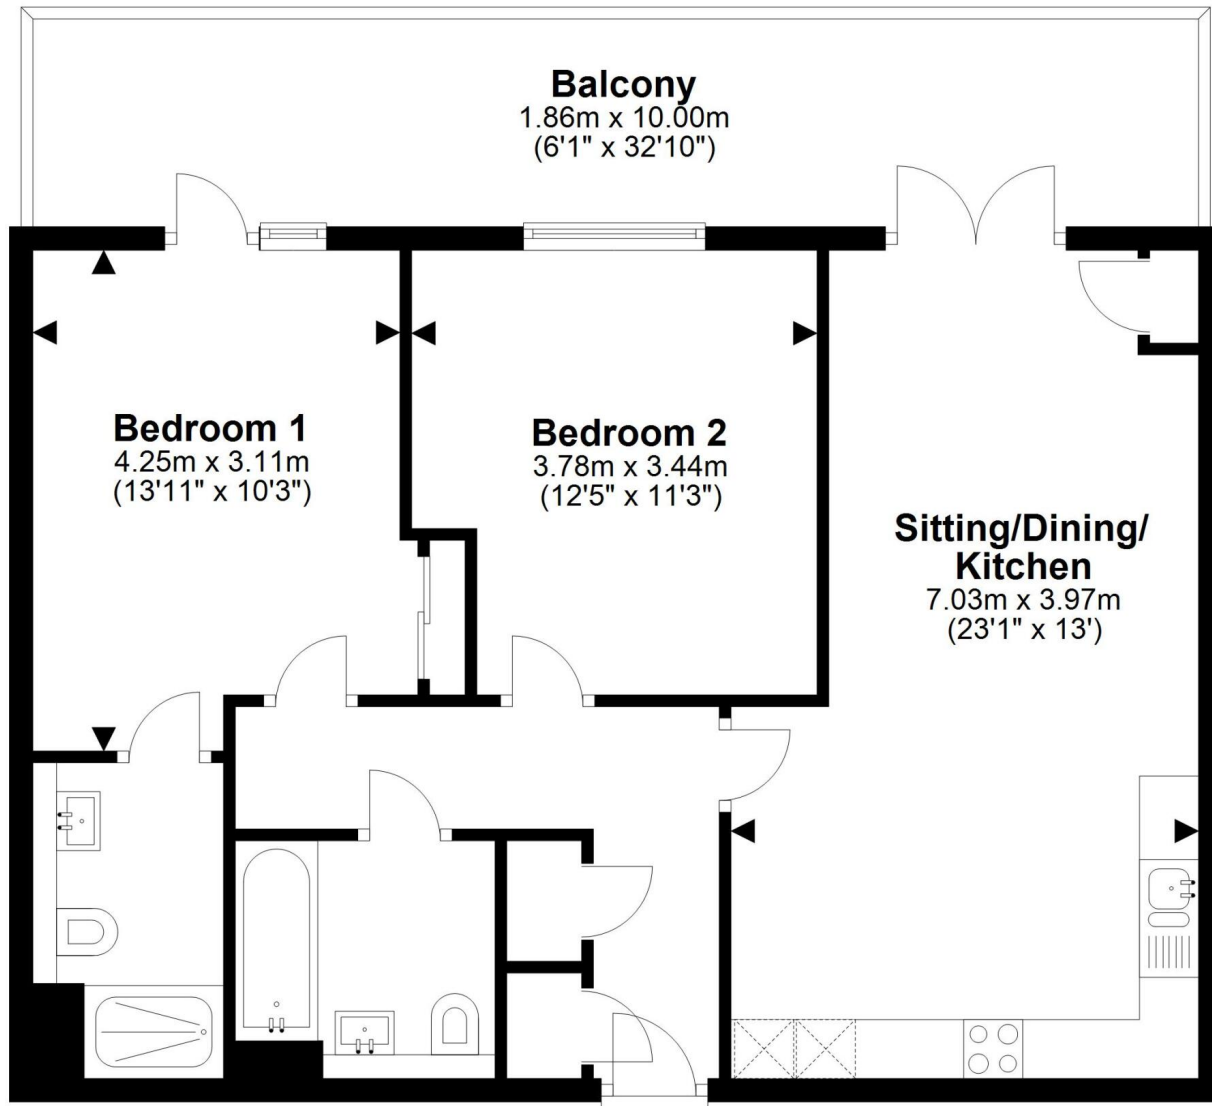 Balcony
1.86m x 10.00m
(6'1" x 32'10")
Bedroom 1
4.25m x 3.11m
(13'11" x 10'3")
Bedroom 2
3.78m x 3.44m
(12'5" x 11'3")
Sitting/Dining/
Kitchen
7.03m x 3.97m
(23'1" x 13')